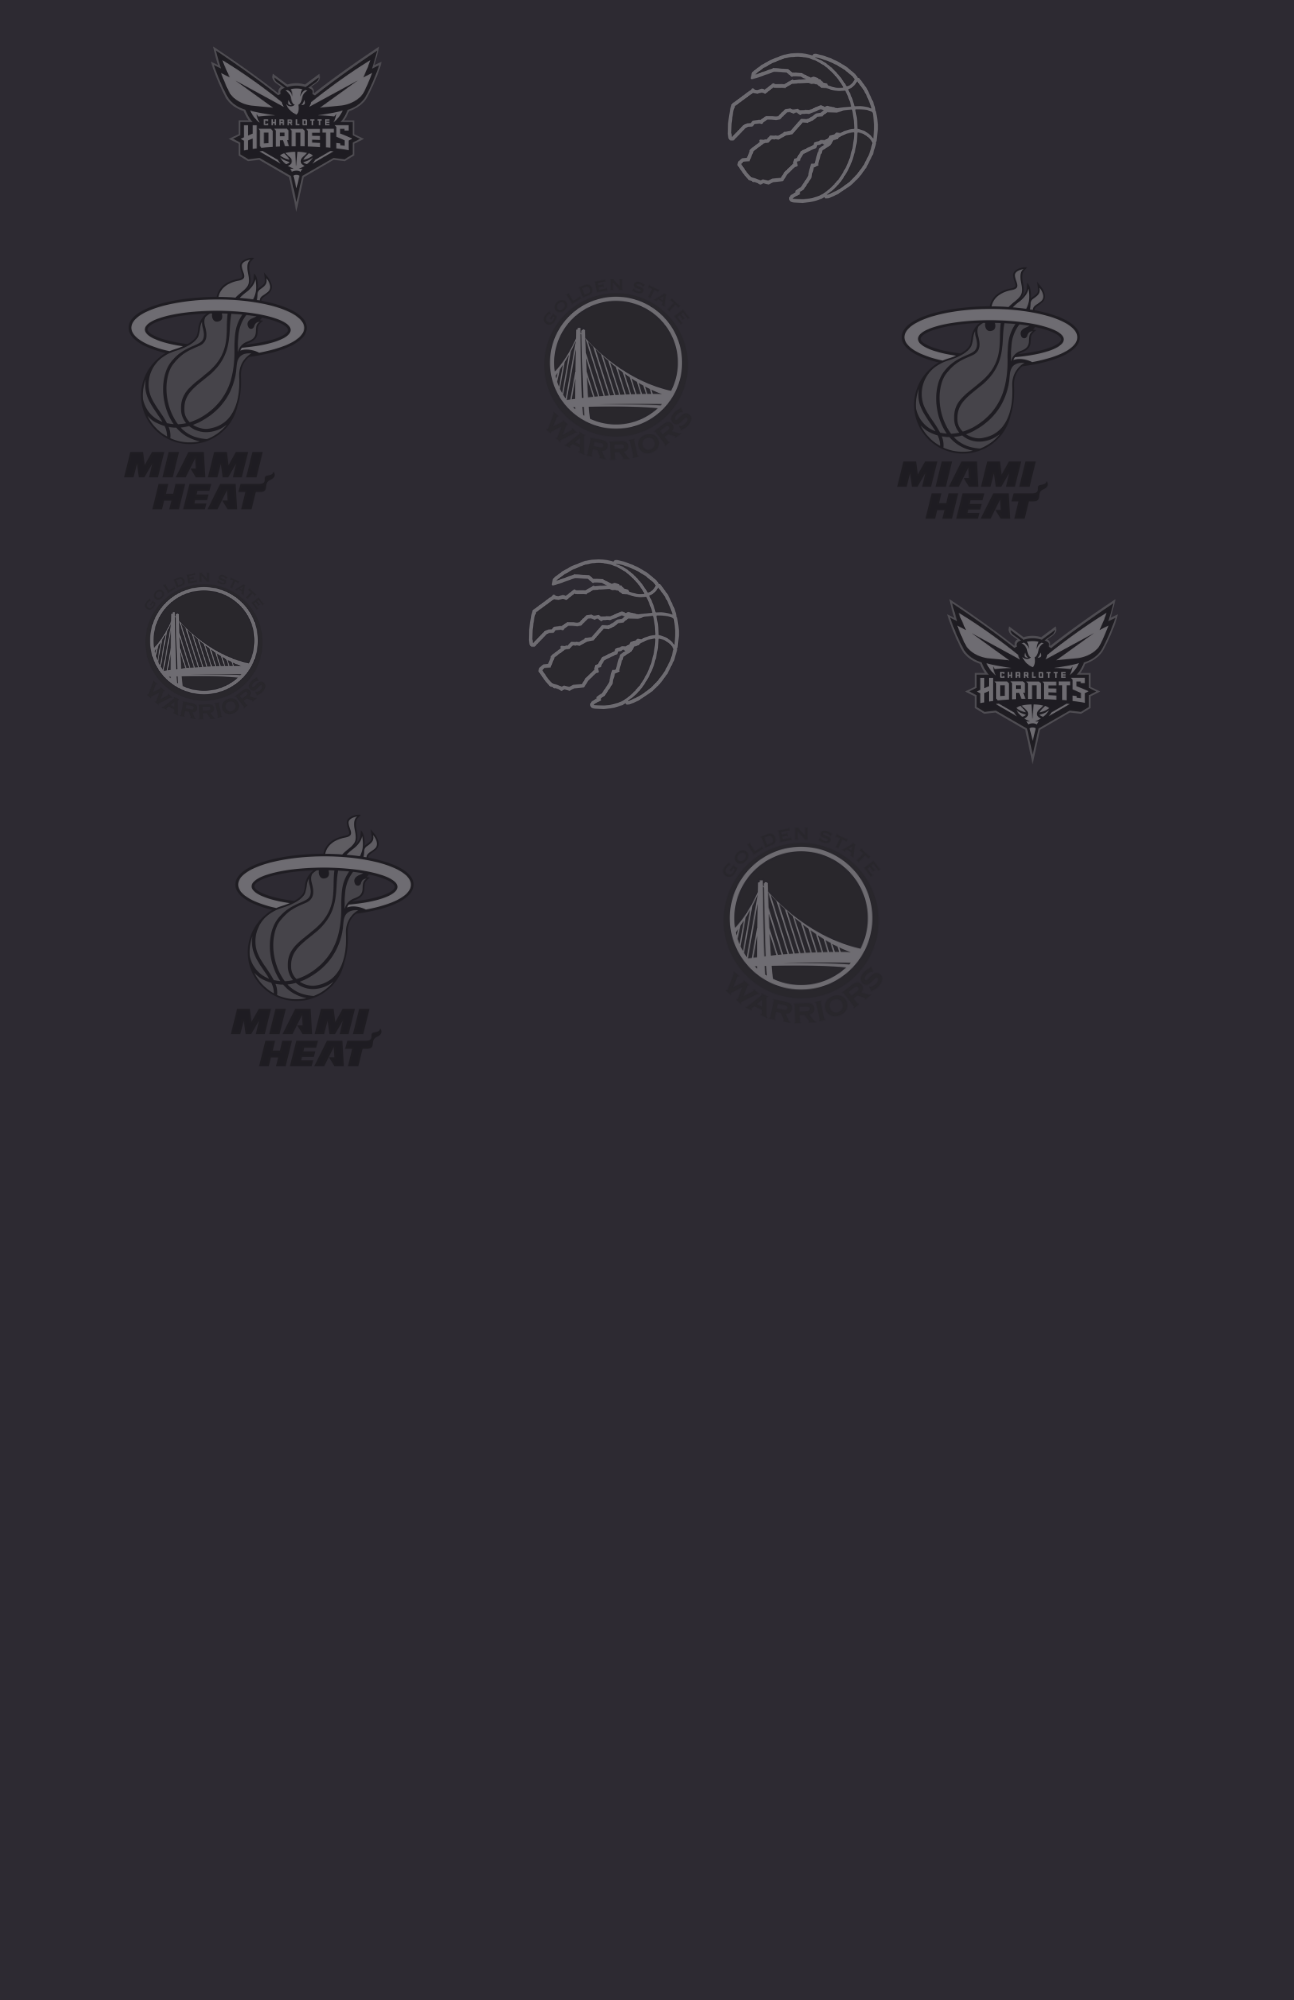 CHARLOTTE
HORNETS
GOLDEN STATE
WARRIORS
MIAMI
HEAT
MIAMI
HEAT
GOLDEN STATE
WARRIORS
CHARLOTTE
HORNETS
MIAMI
HEAT
GOLDEN STATE
WARRIORS